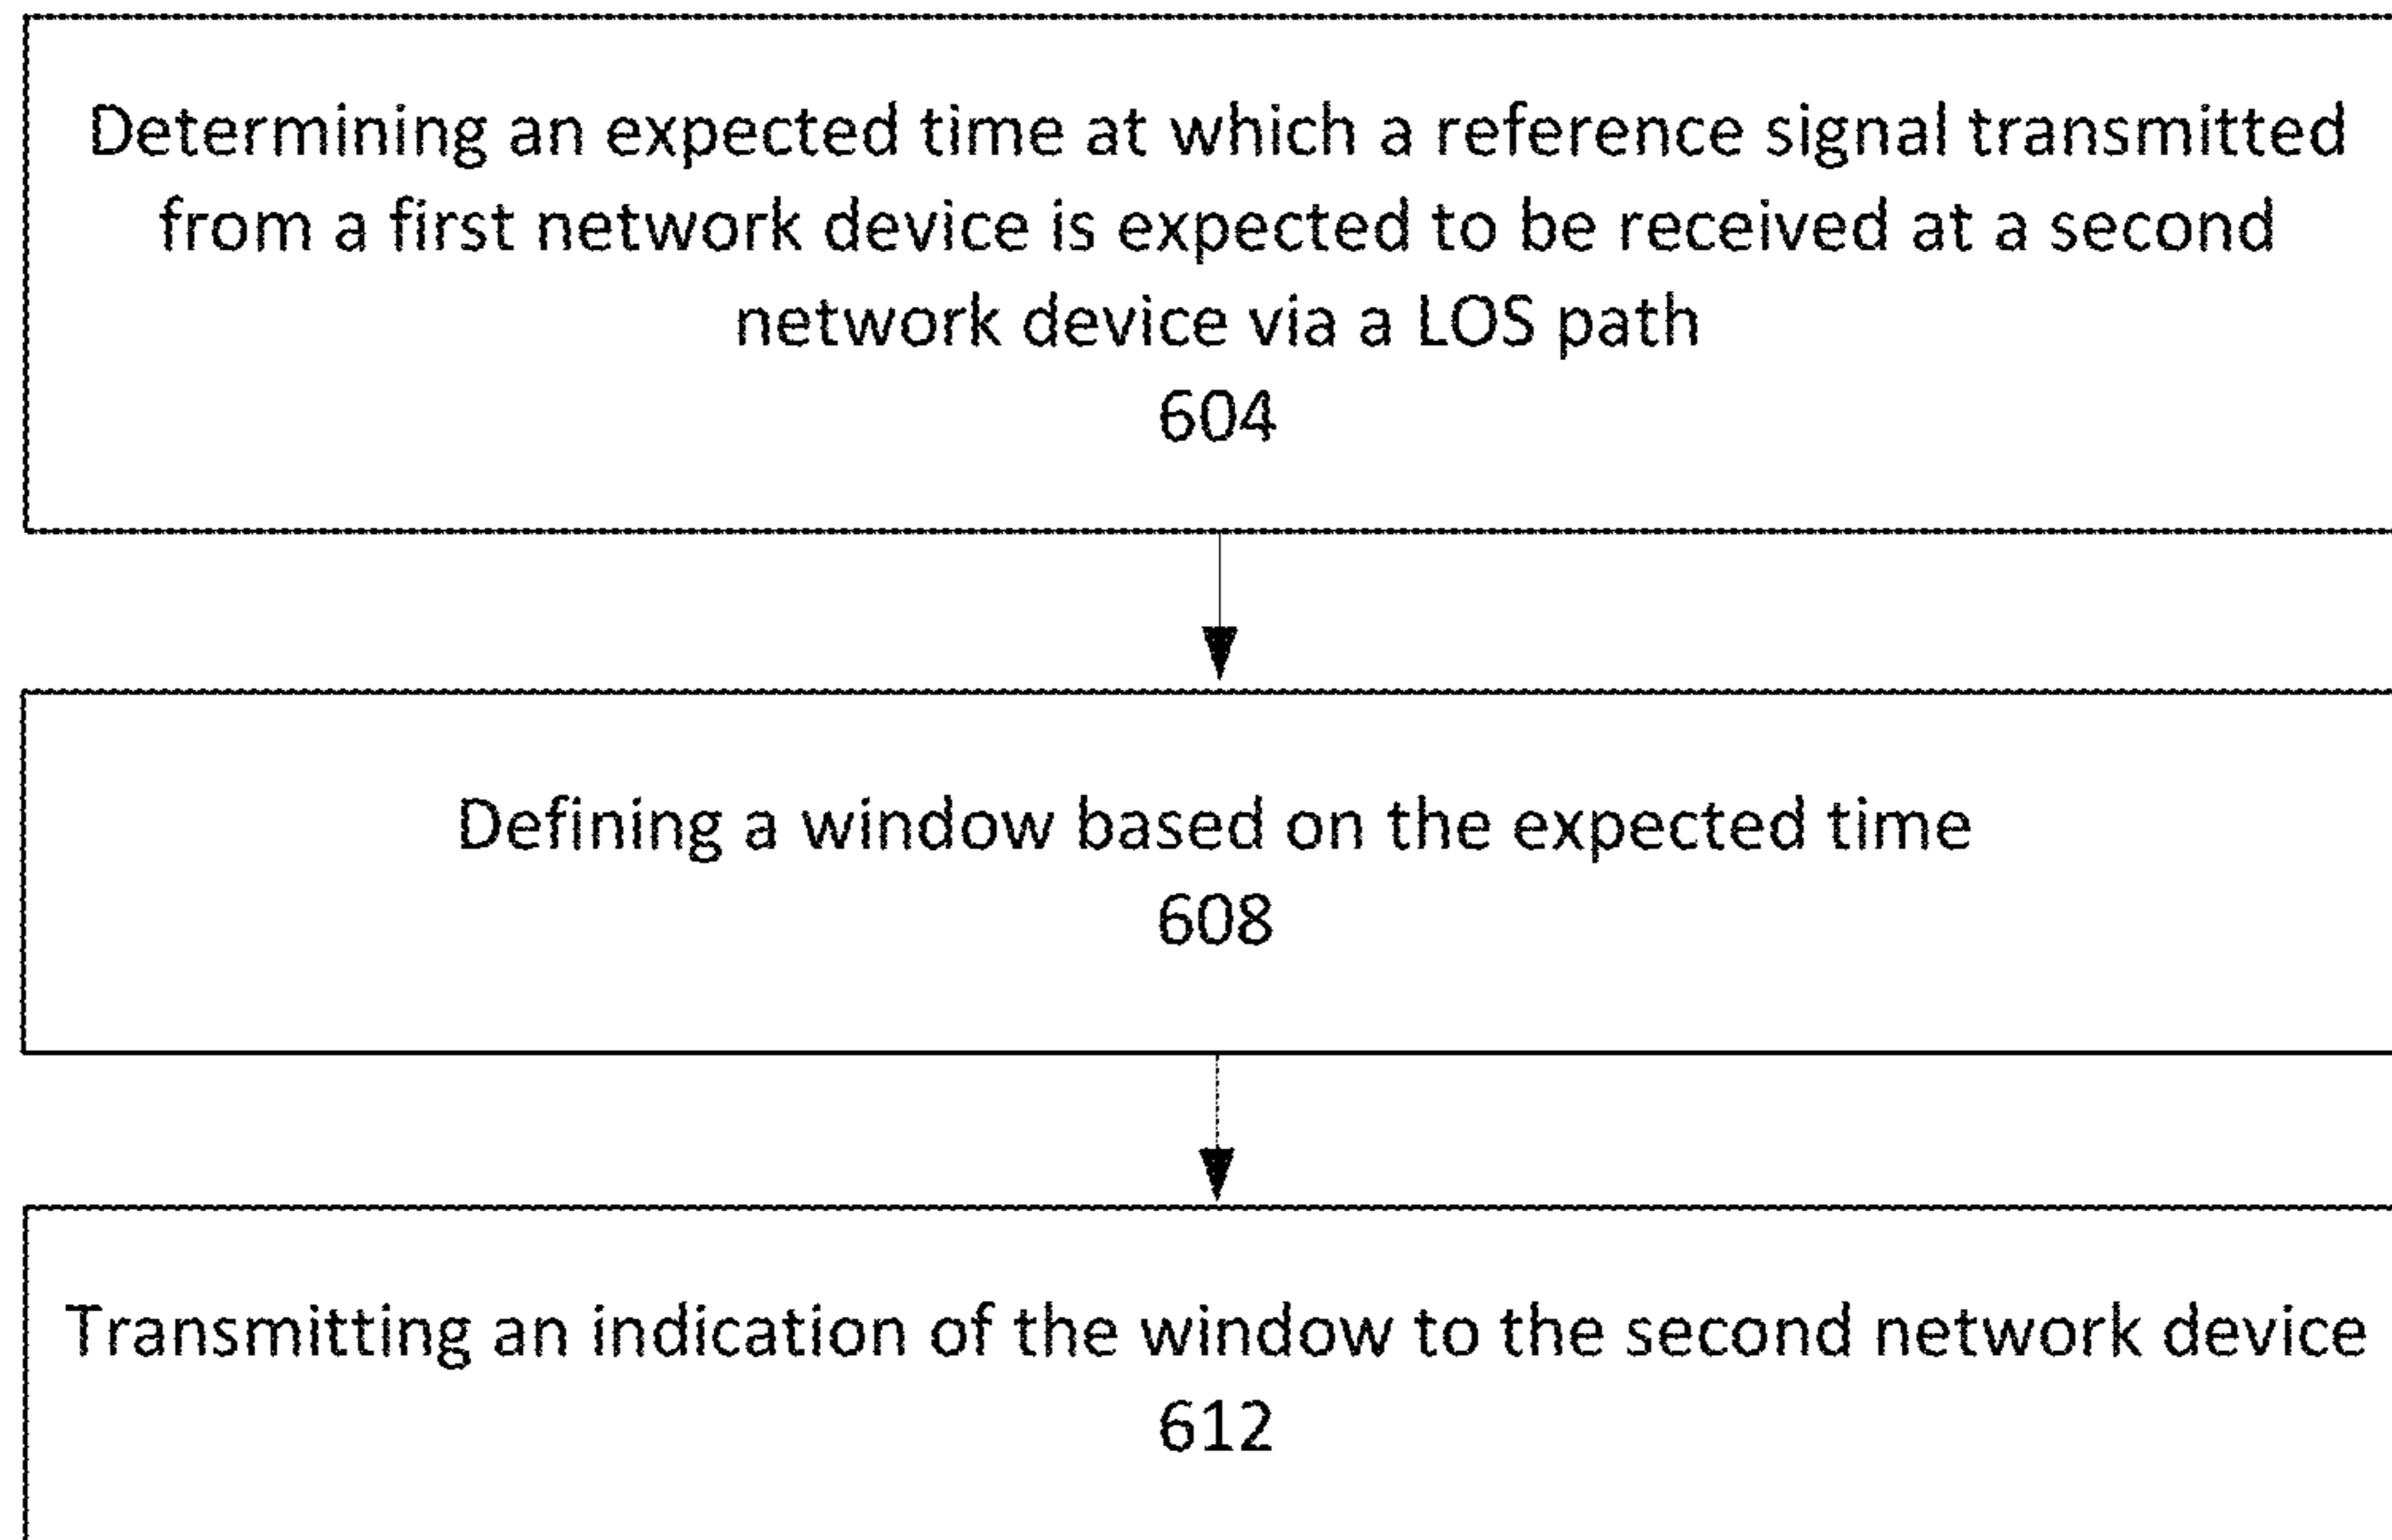 Determining an expected time at which a reference signal transmitted
from a first network device is expected to be received at a second
network device via a LOS path
604
Defining a window based on the expected time
608
Transmitting an indication of the window to the second network device
612